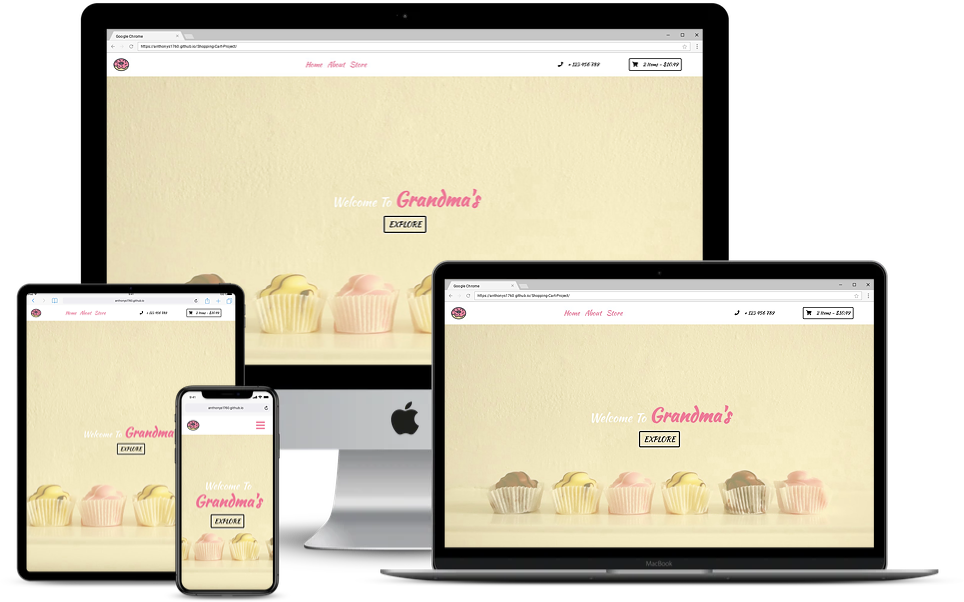 Google Chrome
https://anthonys1760.github.io/Shopping-Cart-Project/
Home About Store
+ 123 456 789
2 Items - $10.49
Welcome To Grandma's
EXPLORE
Google Chrome
https://anthonys1760.github.io/Shopping-Cart-Project/
Home About Store
+ 123 456 789
2 Items - $10.49
Welcome To Grandma's
EXPLORE
MacBook
anthonys1760.github.io
Home About Store
+ 123 456 789
2 Items - $10.49
Welcome To Grandma'
EXPLORE
anthonys1760.github.io
Welcome To
Grandma's
EXPLORE